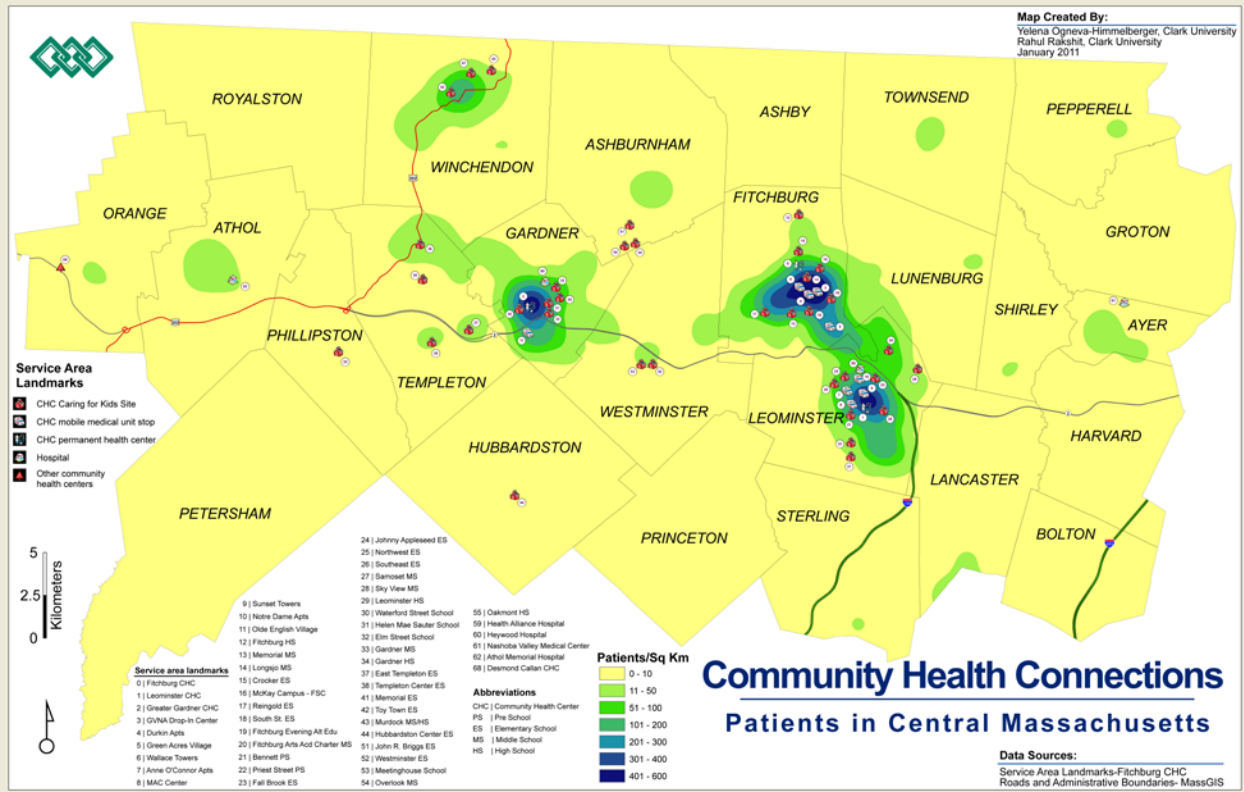 Map Created By:
Yelena Ogneva-Himmelberger, Clark University
Rahul Rakshit, Clark University
January 2011
ROYALSTON
WINCHENDON
ASHBURNHAM
ASHBY
TOWNSEND
PEPPERELL
ORANGE
ATHOL
GARDNER
FITCHBURG
LUNENBURG
GROTON
SHIRLEY
AYER
PHILLIPSTON
TEMPLETON
WESTMINSTER
LEOMINSTER
HARVARD
HUBBARDSTON
LANCASTER
PETERSHAM
PRINCETON
STERLING
BOLTON
Service Area
Landmarks
CHC Caring for Kids Site
CHC mobile medical unit stop
CHC permanent health center
Hospital
Other community
health centers
5
2.5
0
Kilometers
Service area landmarks
0 | Fitchburg CHC
1 | Leominster CHC
2 | Greater Gardner CHC
3 | GVNA Drop-In Center
4 | Durkin Apts
5 | Green Acres Village
6 | Wallace Towers
7 | Anne O'Connor Apts
8 | MAC Center
9 | Sunset Towers
10 | Notre Dame Apts
11 | Olde English Village
12 | Fitchburg HS
13 | Memorial MS
14 | Longsjo MS
15 | Crocker ES
16 | McKay Campus - FSC
17 | Reingold ES
18 | South St. ES
19 | Fitchburg Evening Alt Edu
20 | Fitchburg Arts Acd Charter MS
21 | Bennett PS
22 | Priest Street PS
23 | Fall Brook ES
24 | Johnny Appleseed ES
25 | Northwest ES
26 | Southeast ES
27 | Samoset MS
28 | Sky View MS
29 | Leominster HS
30 | Waterford Street School
31 | Helen Mae Sauter School
32 | Elm Street School
33 | Gardner MS
34 | Gardner HS
37 | East Templeton ES
38 | Templeton Center ES
41 | Memorial ES
42 | Toy Town ES
43 | Murdock MS/HS
44 | Hubbardston Center ES
51 | John R. Briggs ES
52 | Westminster ES
53 | Meetinghouse School
54 | Overlook MS
55 | Oakmont HS
59 | Health Alliance Hospital
60 | Heywood Hospital
61 | Nashoba Valley Medical Center
62 | Athol Memorial Hospital
68 | Desmond Callan CHC
Abbreviations
CHC | Community Health Center
PS | Pre School
ES | Elementary School
MS | Middle School
HS | High School
Patients/Sq Km
0 - 10
11 - 50
51 - 100
101 - 200
201 - 300
301 - 400
401 - 600
Community Health Connections
Patients in Central Massachusetts
Data Sources:
Service Area Landmarks-Fitchburg CHC
Roads and Administrative Boundaries- MassGIS